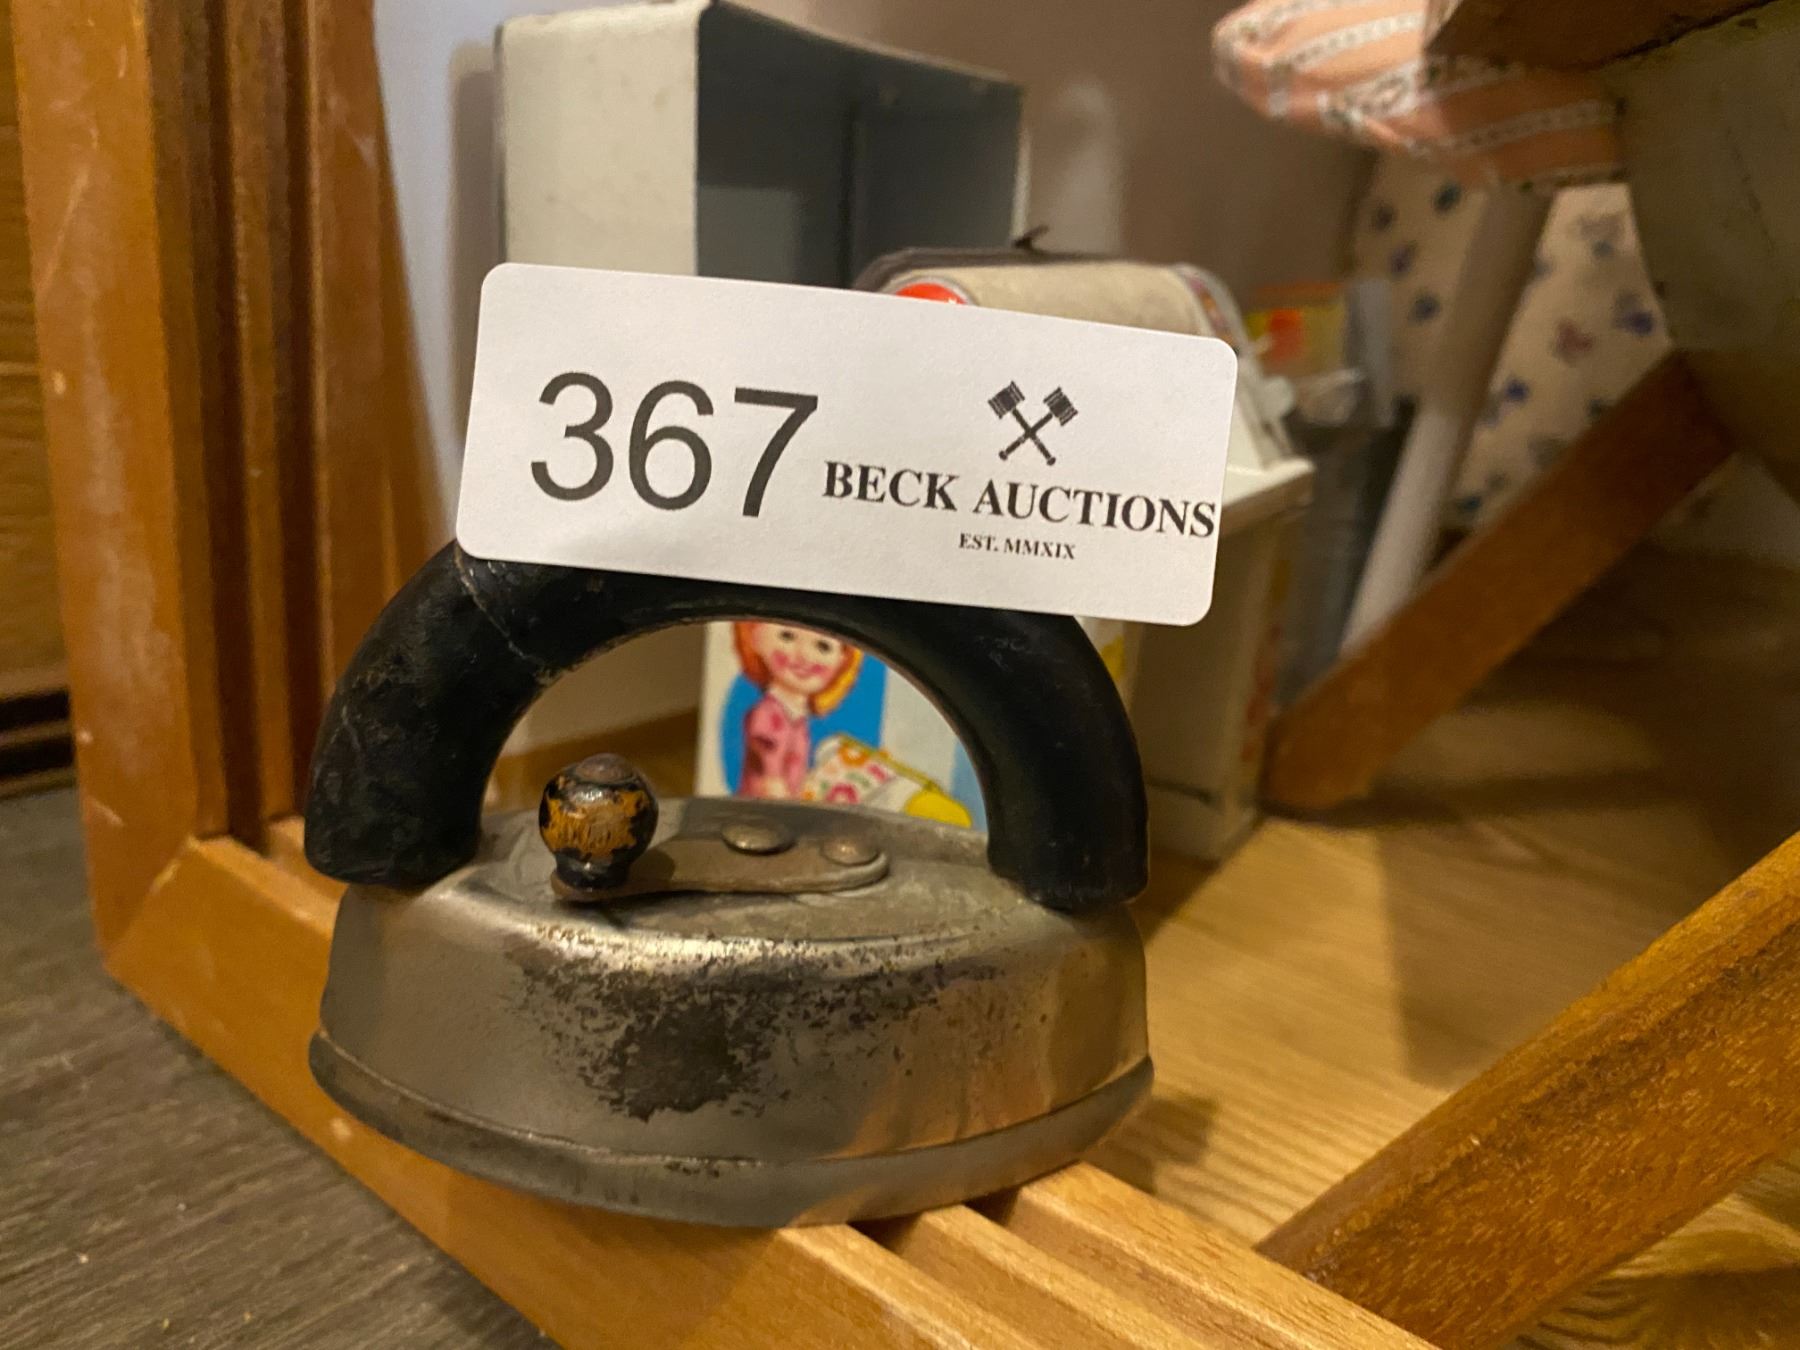 367
BECK AUCTIONS
EST. MMXIX